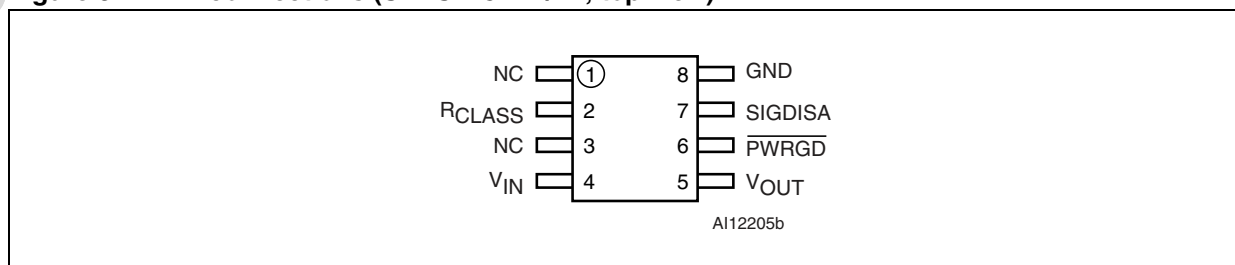 NC 1 8 GND
RCLASS 2 7 SIGDISA
NC 3 6 PWRGD
VIN 4 5 VOUT
AI12205b